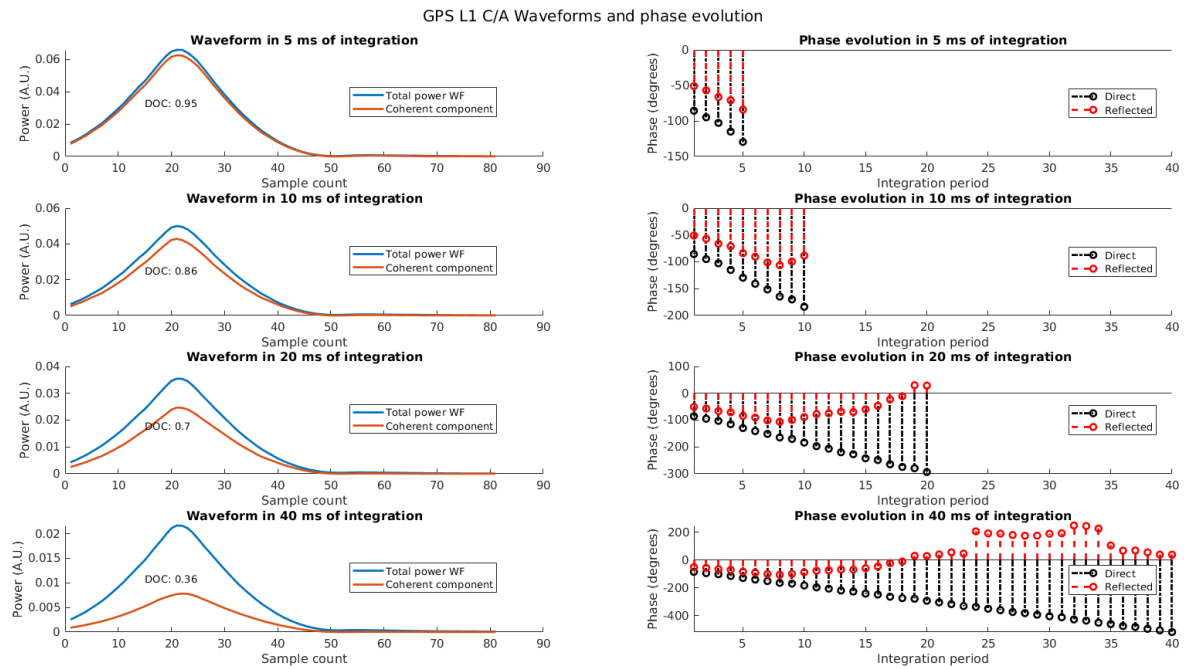 GPS L1 C/A Waveforms and phase evolution
Waveform in 5 ms of integration
Power (A.U.)
0.06
0.04
0.02
0
DOC: 0.95
Total power WF
Coherent component
0 10 20 30 40 50 60 70 80 90
Sample count
Phase evolution in 5 ms of integration
Phase (degrees)
0
-50
-100
-150
Direct
Reflected
5 10 15 20 25 30 35 40
Integration period
Waveform in 10 ms of integration
Power (A.U.)
0.06
0.04
0.02
0
DOC: 0.86
Total power WF
Coherent component
0 10 20 30 40 50 60 70 80 90
Sample count
Phase evolution in 10 ms of integration
Phase (degrees)
0
-50
-100
-150
-200
Direct
Reflected
5 10 15 20 25 30 35 40
Integration period
Waveform in 20 ms of integration
Power (A.U.)
0.04
0.03
0.02
0.01
0
DOC: 0.7
Total power WF
Coherent component
0 10 20 30 40 50 60 70 80 90
Sample count
Phase evolution in 20 ms of integration
Phase (degrees)
100
0
-100
-200
-300
Direct
Reflected
5 10 15 20 25 30 35 40
Integration period
Waveform in 40 ms of integration
Power (A.U.)
0.02
0.015
0.01
0.005
0
DOC: 0.36
Total power WF
Coherent component
0 10 20 30 40 50 60 70 80 90
Sample count
Phase evolution in 40 ms of integration
Phase (degrees)
200
0
-200
-400
Direct
Reflected
5 10 15 20 25 30 35 40
Integration period